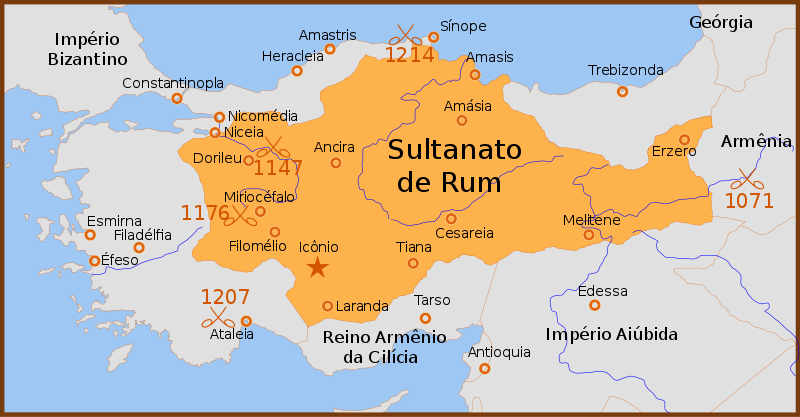 Império
Bizantino
Constantinopla
Heracleia
Amastris
1214
Sínope
Amasis
Geórgia
Trebizonda
Nicomédia
Niceia
Dorileu
1147
Ancira
Amásia
Sultanato
de Rum
Erzero
Armênia
1071
Miriocéfalo
1176
Filomélio
Icônio
Cesareia
Tiana
Melitene
Esmirna
Filadélfia
Éfeso
1207
Ataleia
Laranda
Tarso
Reino Armênio
da Cilícia
Antioquia
Edessa
Império Aiúbida